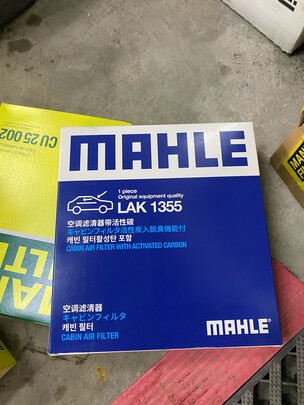 MAHLE
1 piece
Original equipment quality
LAK 1355
空调滤清器带活性碳
キャビンフィルタ活性炭入脱臭機能付
캐빈 필터활성탄 포함
CABIN AIR FILTER WITH ACTIVATED CARBON
空调滤清器
キャビンフィルタ
캐빈 필터
CABIN AIR FILTER
MAHLE
CU 25 002